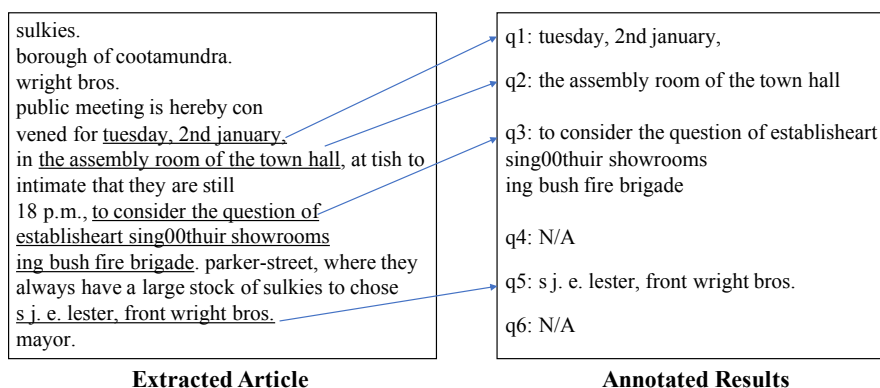 sulkies.
borough of cootamundra.
wright bros.
public meeting is hereby con
vened for tuesday, 2nd january,
in the assembly room of the town hall, at tish to
intimate that they are still
18 p.m., to consider the question of
establisheart sing00thuir showrooms
ing bush fire brigade. parker-street, where they
always have a large stock of sulkies to chose
s j. e. lester, front wright bros.
mayor.
Extracted Article
q1: tuesday, 2nd january,
q2: the assembly room of the town hall
q3: to consider the question of establisheart
sing00thuir showrooms
ing bush fire brigade
q4: N/A
q5: s j. e. lester, front wright bros.
q6: N/A
Annotated Results